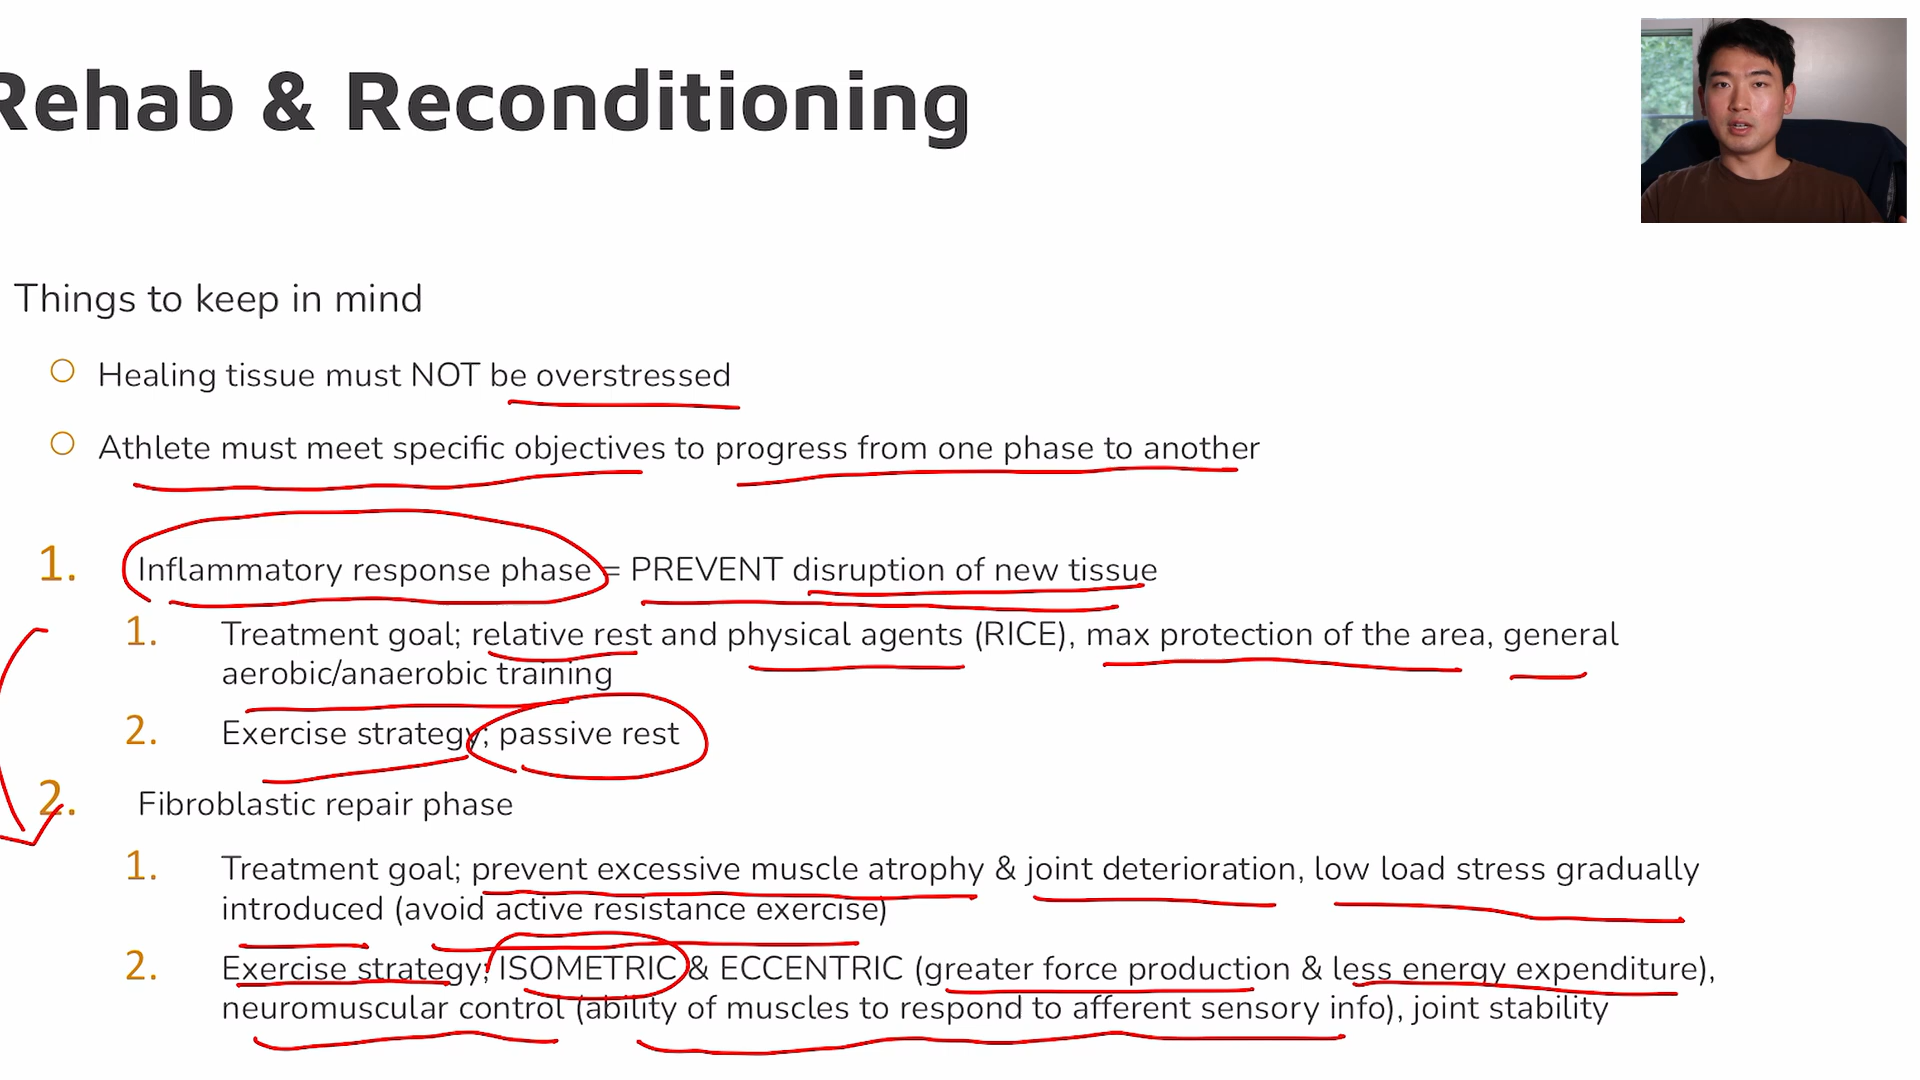 Rehab & Reconditioning
Things to keep in mind
Healing tissue must NOT be overstressed
Athlete must meet specific objectives to progress from one phase to another
1. Inflammatory response phase = PREVENT disruption of new tissue
1. Treatment goal; relative rest and physical agents (RICE), max protection of the area, general
aerobic/anaerobic training
2. Exercise strategy; passive rest
2. Fibroblastic repair phase
1. Treatment goal; prevent excessive muscle atrophy & joint deterioration, low load stress gradually
introduced (avoid active resistance exercise)
2. Exercise strategy; ISOMETRIC & ECCENTRIC (greater force production & less energy expenditure),
neuromuscular control (ability of muscles to respond to afferent sensory info), joint stability